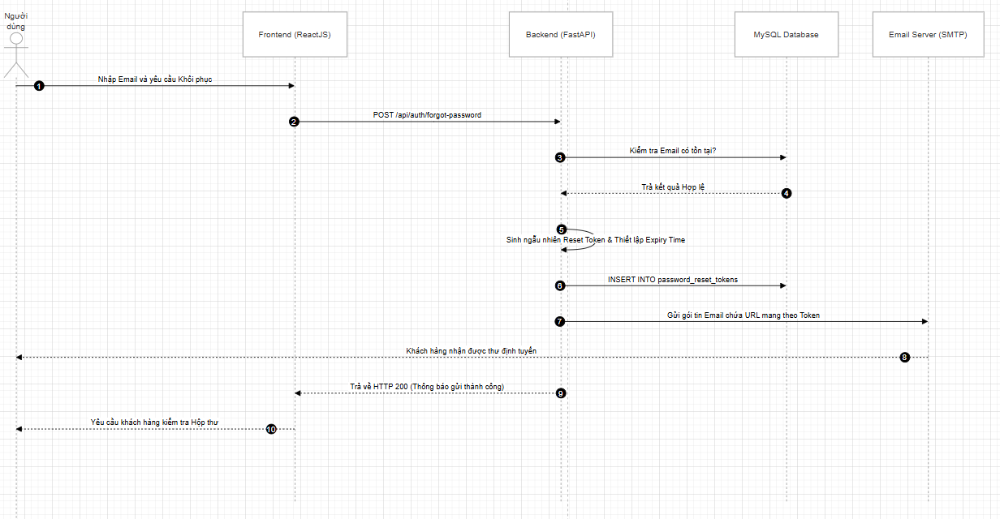 Người
dùng
Frontend (ReactJS)
Backend (FastAPI)
MySQL Database
Email Server (SMTP)
1
Nhập Email và yêu cầu Khôi phục
2
POST /api/auth/forgot-password
3
Kiểm tra Email có tồn tại?
Trả kết quả Hợp lệ
4
5
Sinh ngẫu nhiên Reset Token & Thiết lập Expiry Time
6
INSERT INTO password_reset_tokens
7
Gửi gói tin Email chứa URL mang theo Token
Khách hàng nhận được thư định tuyến
8
Trả về HTTP 200 (Thông báo gửi thành công)
9
Yêu cầu khách hàng kiểm tra Hộp thư
10